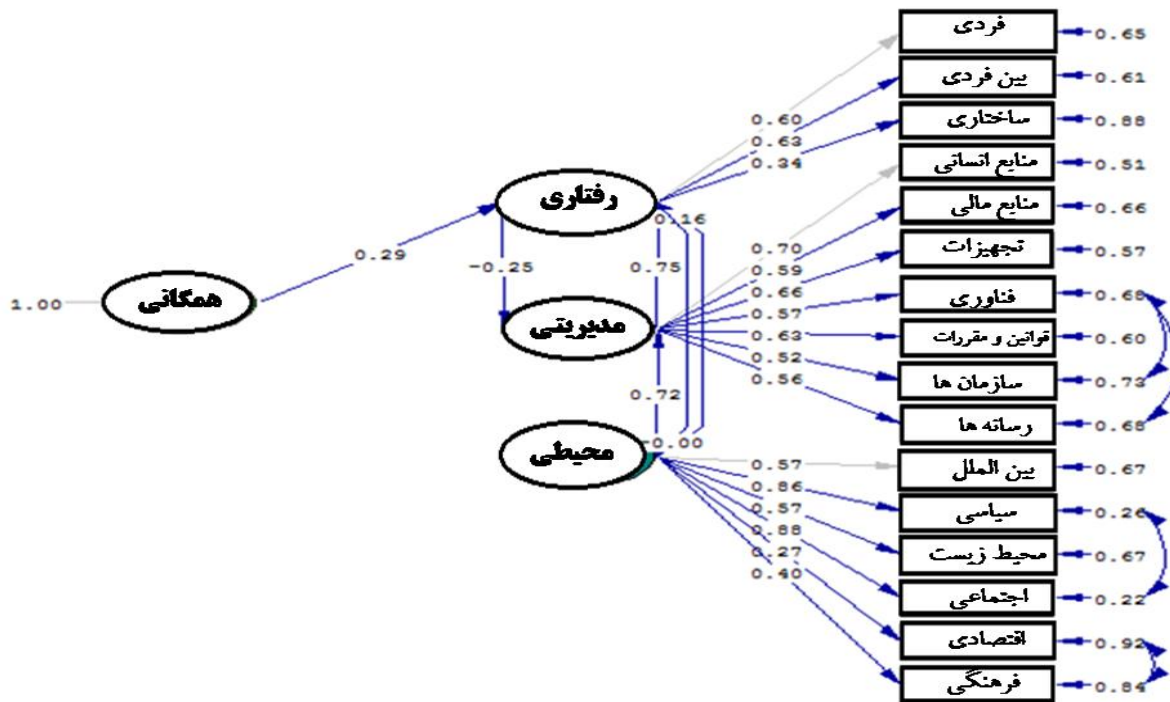 1.00
همگانی
0.29
رفتاری
-0.25
مدیریتی
محیطی
0.16
0.75
0.72
-0.00
0.60
0.63
0.34
0.70
0.59
0.66
0.57
0.63
0.52
0.56
0.57
0.86
0.57
0.88
0.27
0.40
فردی
0.65
بین فردی
0.61
ساختاری
0.88
منابع انسانی
0.51
منابع مالی
0.66
تجهیزات
0.57
فناوری
0.68
قوانین و مقررات
0.60
سازمان ها
0.73
رسانه ها
0.68
بین الملل
0.67
سیاسی
0.26
محیط زیست
0.67
اجتماعی
0.22
اقتصادی
0.92
فرهنگی
0.84